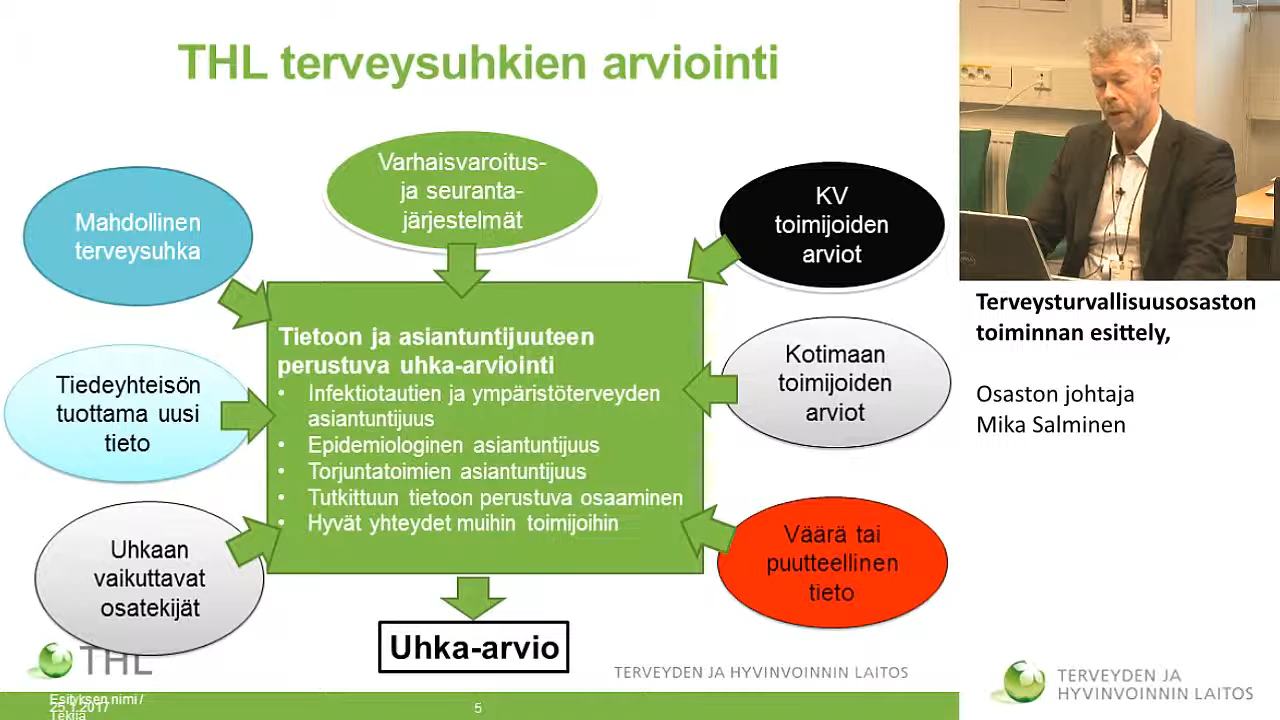 THL terveysuhkien arviointi
Mahdollinen
terveysuhka
Varhaisvaroitus-
ja seuranta-
järjestelmät
KV
toimijoiden
arviot
Tiedeyhteisön
tuottama uusi
tieto
Tietoon ja asiantuntijuuteen
perustuva uhka-arviointi
• Infektiotautien ja ympäristöterveyden
asiantuntijuus
• Epidemiologinen asiantuntijuus
• Torjuntatoimien asiantuntijuus
• Tutkittuun tietoon perustuva osaaminen
• Hyvät yhteydet muihin toimijoihin
Kotimaan
toimijoiden
arviot
Uhkaan
vaikuttavat
osatekijät
Väärä tai
puutteellinen
tieto
Uhka-arvio
THL
TERVEYDEN JA HYVINVOINNIN LAITOS
Esityksen nimi /
25.1.2017
Tekijä
5
Terveysturvallisuusosaston
toiminnan esittely,
Osaston johtaja
Mika Salminen
TERVEYDEN JA
HYVINVOINNIN LAITOS